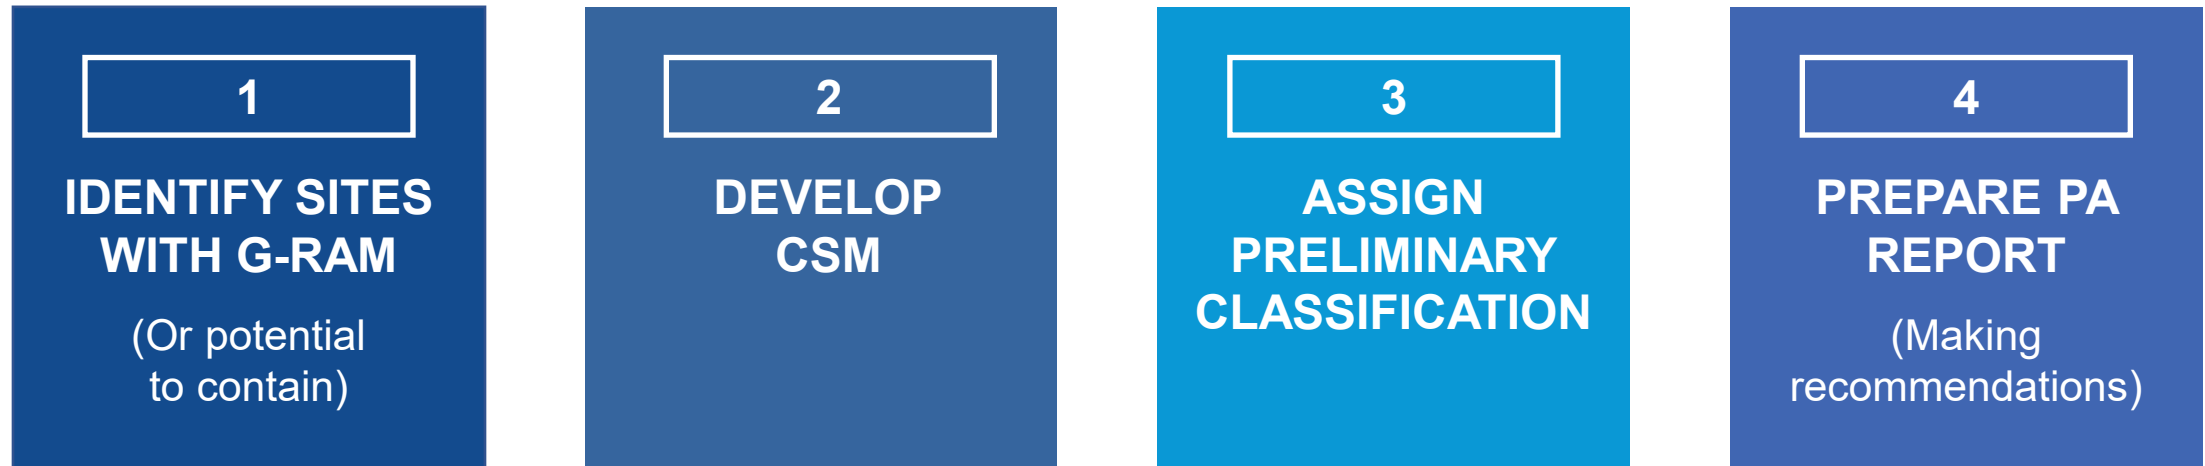 1
IDENTIFY SITES
WITH G-RAM
(Or potential
to contain)
2
DEVELOP
CSM
3
ASSIGN
PRELIMINARY
CLASSIFICATION
4
PREPARE PA
REPORT
(Making
recommendations)